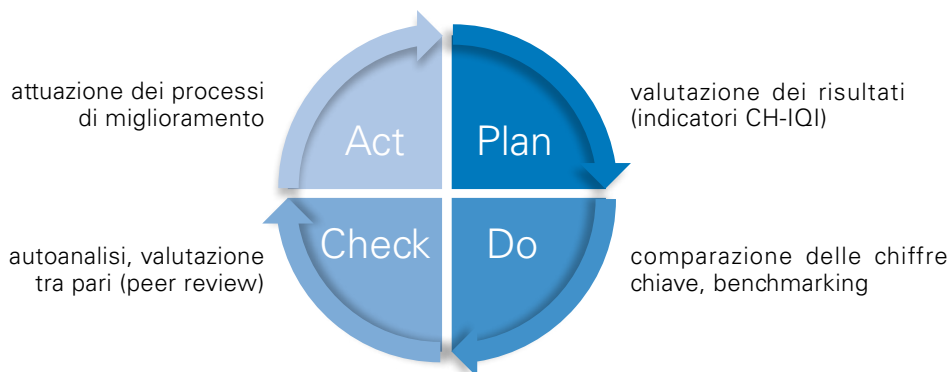 attuazione dei processi
di miglioramento
Act
Plan
valutazione dei risultati
(indicatori CH-IQI)
autoanalisi, valutazione
tra pari (peer review)
Check
Do
comparazione delle chiffre
chiave, benchmarking